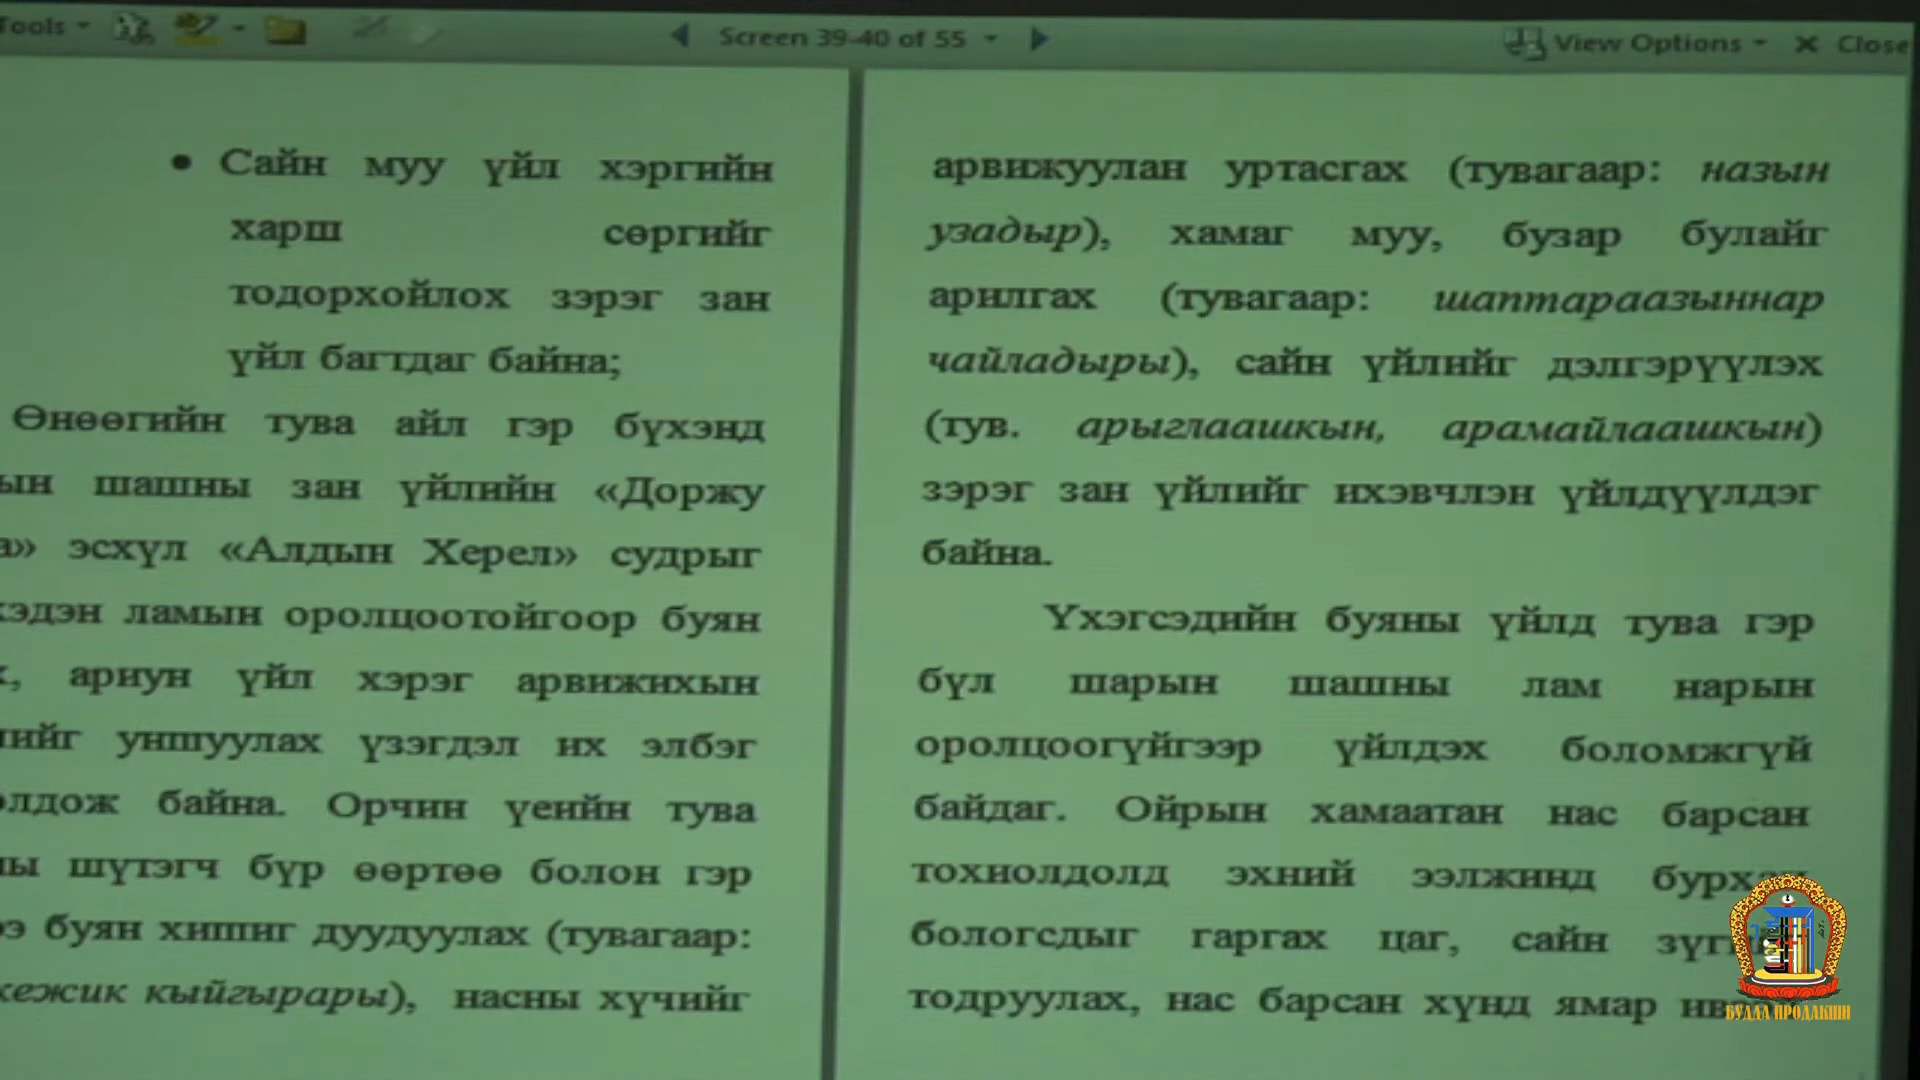 Tools
Screen 39-40 of 55
View Options
Close
• Сайн муу үйл хэргийн
харш сөргийг
тодорхойлох зэрэг зан
үйл багтдаг байна;
Өнөөгийн тува айл гэр бүхэнд
шашны зан үйлийн «Доржу
эсхүл «Алдын Херел» судрыг
ламын оролцоотойгоор буян
ариун үйл хэрэг арвижихын
уншуулах үзэгдэл их элбэг
байна. Орчин үеийн тува
шүтэгч бүр өөртөө болон гэр
буян хишиг дуудуулах (тувагаар:
кежик кыйгырары), насны хүчийг
арвижуулан уртасгах (тувагаар: назын
узадыр), хамаг муу, бузар булайг
арилгах (тувагаар: шаптараазыннар
чайладыры), сайн үйлийг дэлгэрүүлэх
(тув. арыглаашкын, арамайлаашкын)
зэрэг зан үйлийг ихэвчлэн үйлдүүлдэг
байна.
Үхэгсэдийн буяны үйлд тува гэр
бүл шарын шашны лам нарын
оролцоогүйгээр үйлдэх боломжгүй
байдаг. Ойрын хамаатан нас барсан
тохиолдолд эхний ээлжинд
бологсдыг гаргах цаг, сайн
тодруулах, нас барсан хүнд ямар
БУДДА ПРОДАКШН